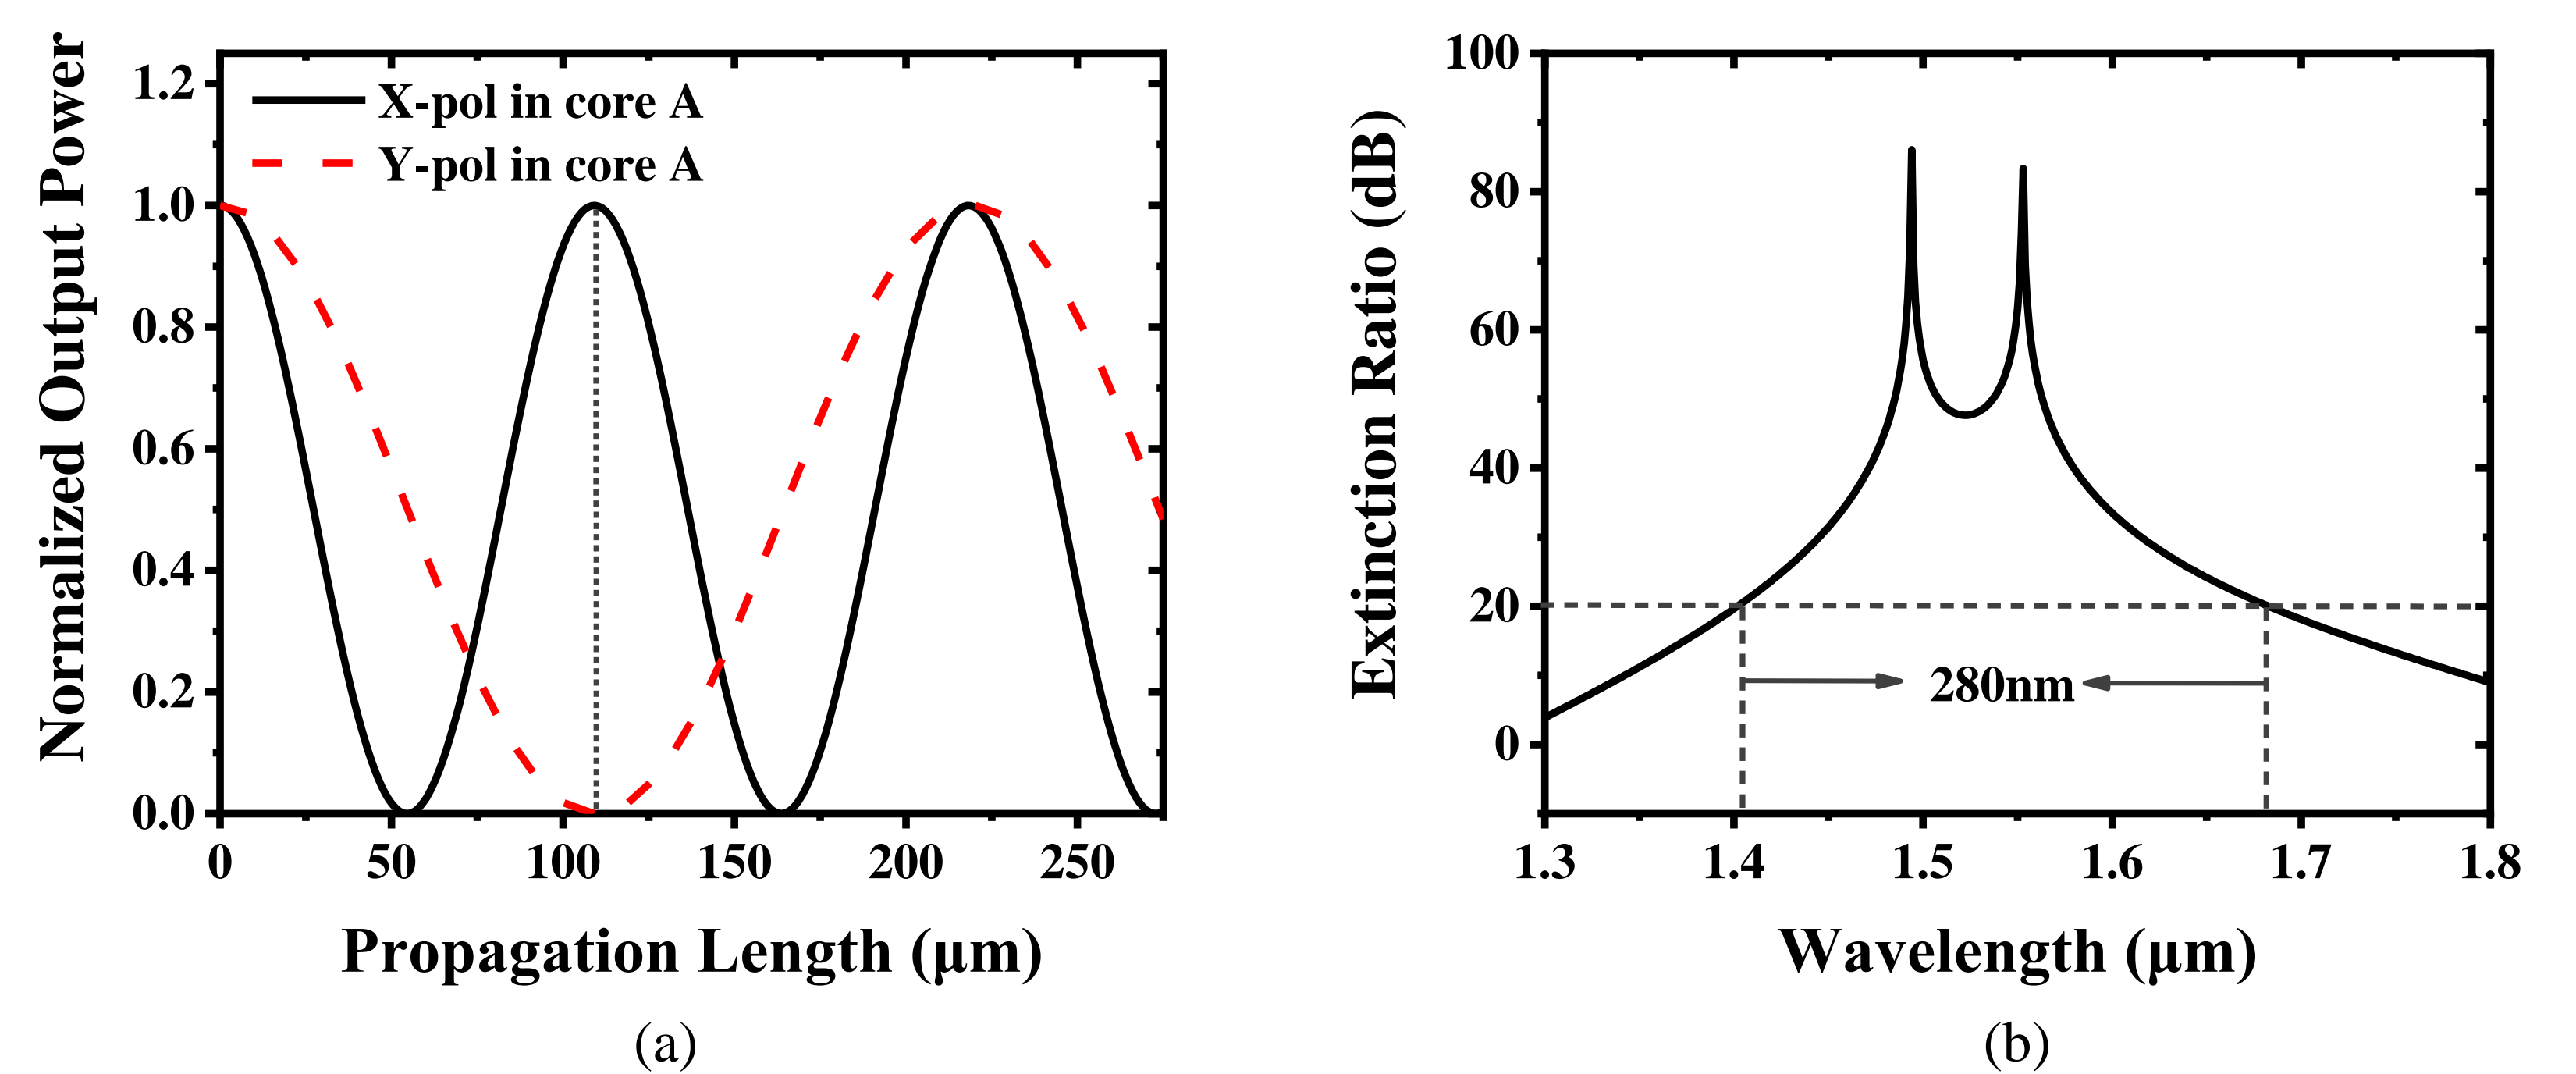 Normalized Output Power
1.2
1.0
0.8
0.6
0.4
0.2
0.0
X-pol in core A
Y-pol in core A
0 50 100 150 200 250
Propagation Length (μm)
(a)
Extinction Ratio (dB)
100
80
60
40
20
0
280nm
1.3 1.4 1.5 1.6 1.7 1.8
Wavelength (μm)
(b)